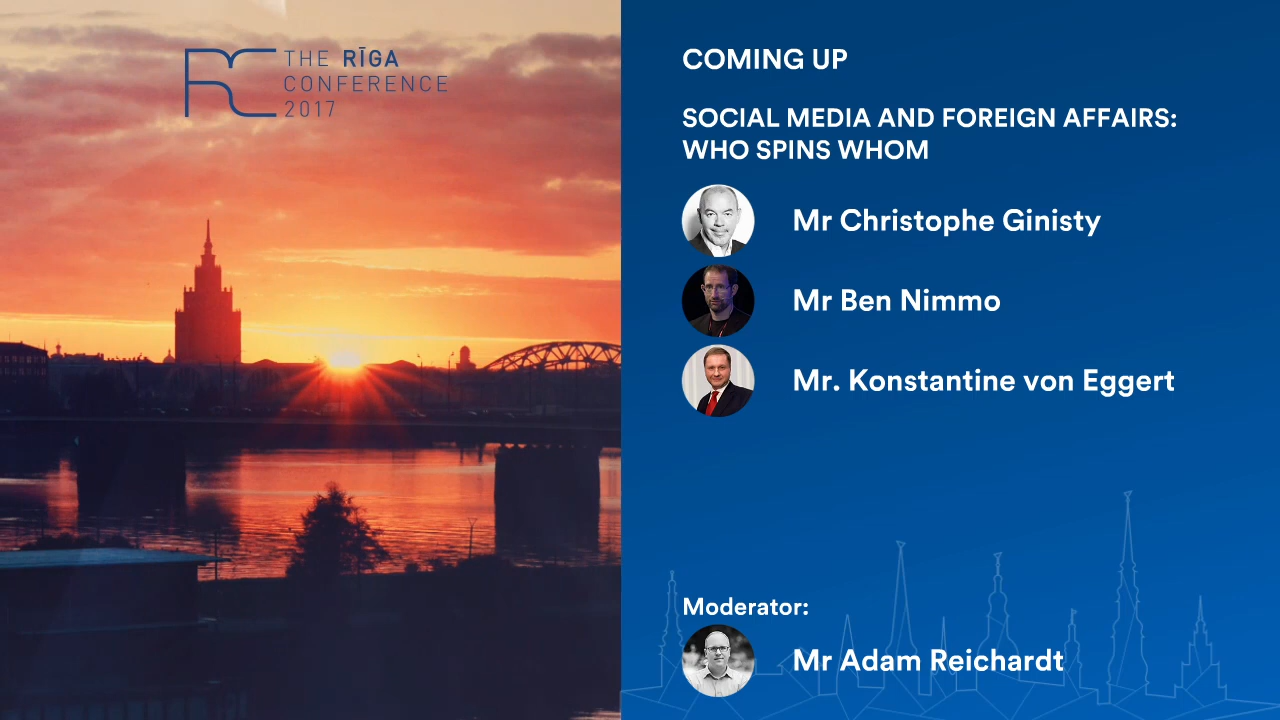 THE RĪGA
CONFERENCE
2017
COMING UP
SOCIAL MEDIA AND FOREIGN AFFAIRS:
WHO SPINS WHOM
Mr Christophe Ginisty
Mr Ben Nimmo
Mr. Konstantine von Eggert
Moderator:
Mr Adam Reichardt